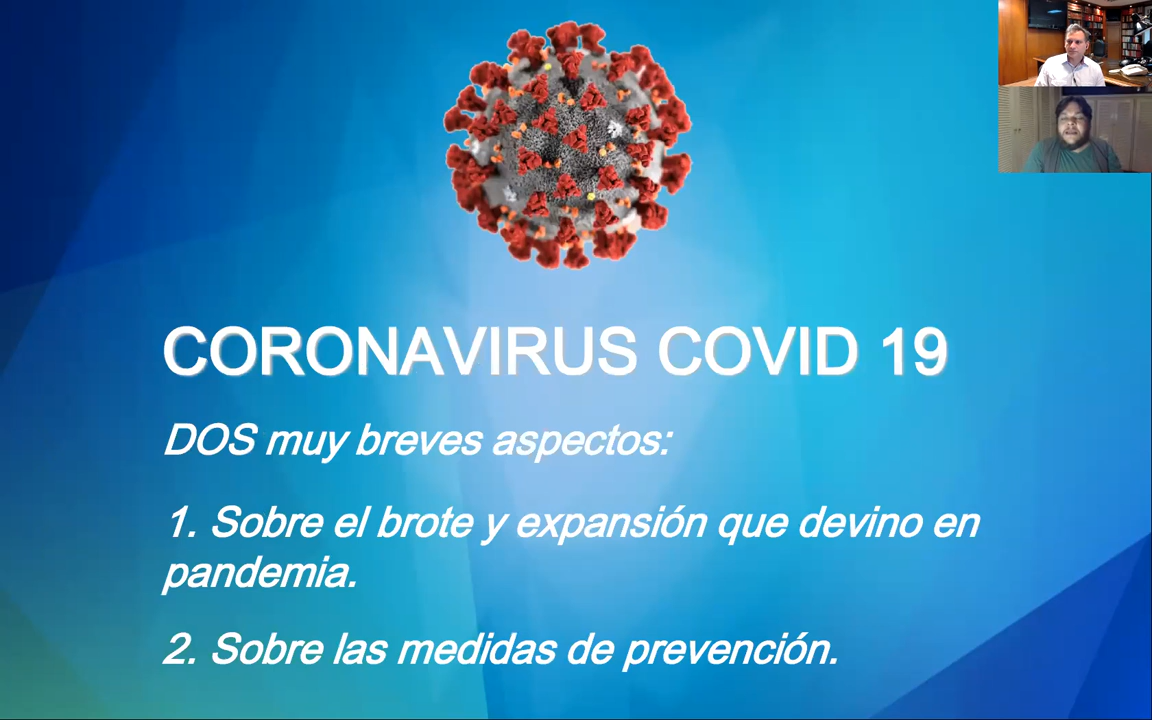 CORONAVIRUS COVID 19
DOS muy breves aspectos:
1. Sobre el brote y expansión que devino en
pandemia.
2. Sobre las medidas de prevención.